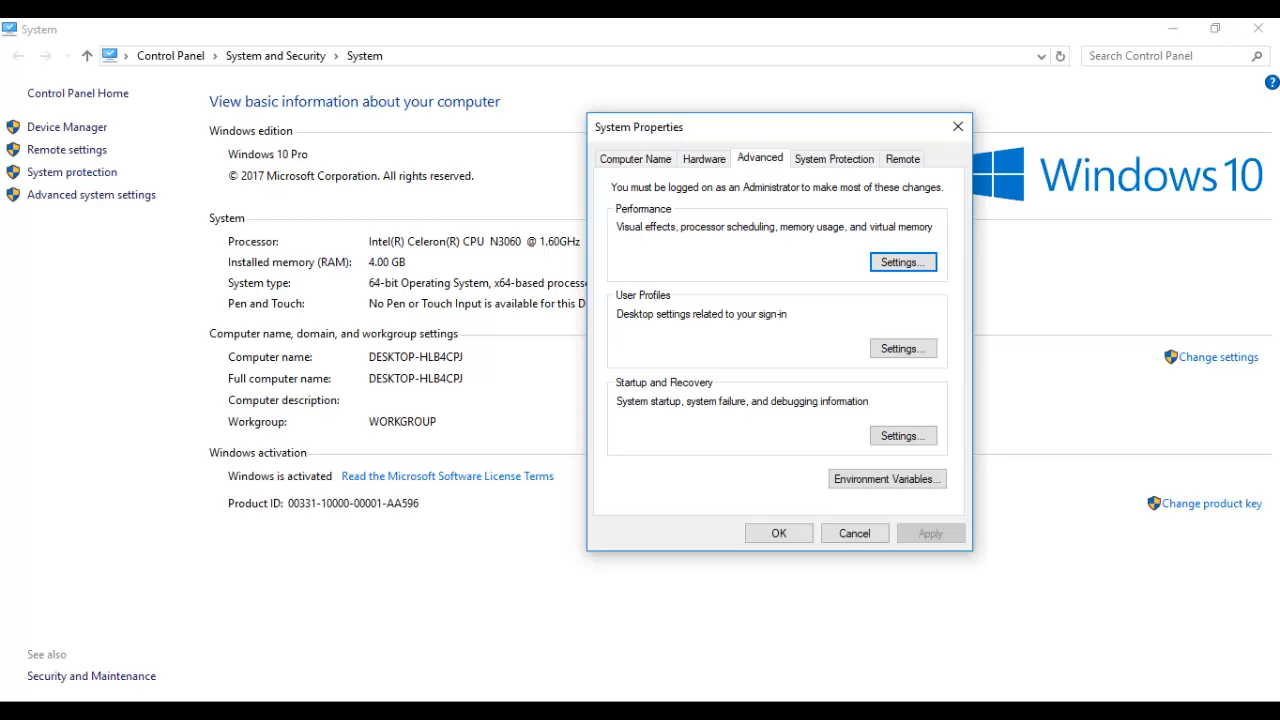 System
Control Panel › System and Security › System
Search Control Panel
Control Panel Home
Device Manager
Remote settings
System protection
Advanced system settings
See also
Security and Maintenance
View basic information about your computer
Windows edition
Windows 10 Pro
© 2017 Microsoft Corporation. All rights reserved.
Windows 10
System
Processor: Intel(R) Celeron(R) CPU N3060 @ 1.60GHz
Installed memory (RAM): 4.00 GB
System type: 64-bit Operating System, x64-based
Pen and Touch: No Pen or Touch Input is available for this
Computer name, domain, and workgroup settings
Computer name: DESKTOP-HLB4CPJ
Change settings
Full computer name: DESKTOP-HLB4CPJ
Computer description:
Workgroup: WORKGROUP
Windows activation
Windows is activated Read the Microsoft Software License Terms
Product ID: 00331-10000-00001-AA596
Change product key
System Properties
Computer Name Hardware Advanced System Protection Remote
You must be logged on as an Administrator to make most of these changes.
Performance
Visual effects, processor scheduling, memory usage, and virtual memory
Settings...
User Profiles
Desktop settings related to your sign-in
Settings...
Startup and Recovery
System startup, system failure, and debugging information
Settings...
Environment Variables...
OK Cancel Apply
?